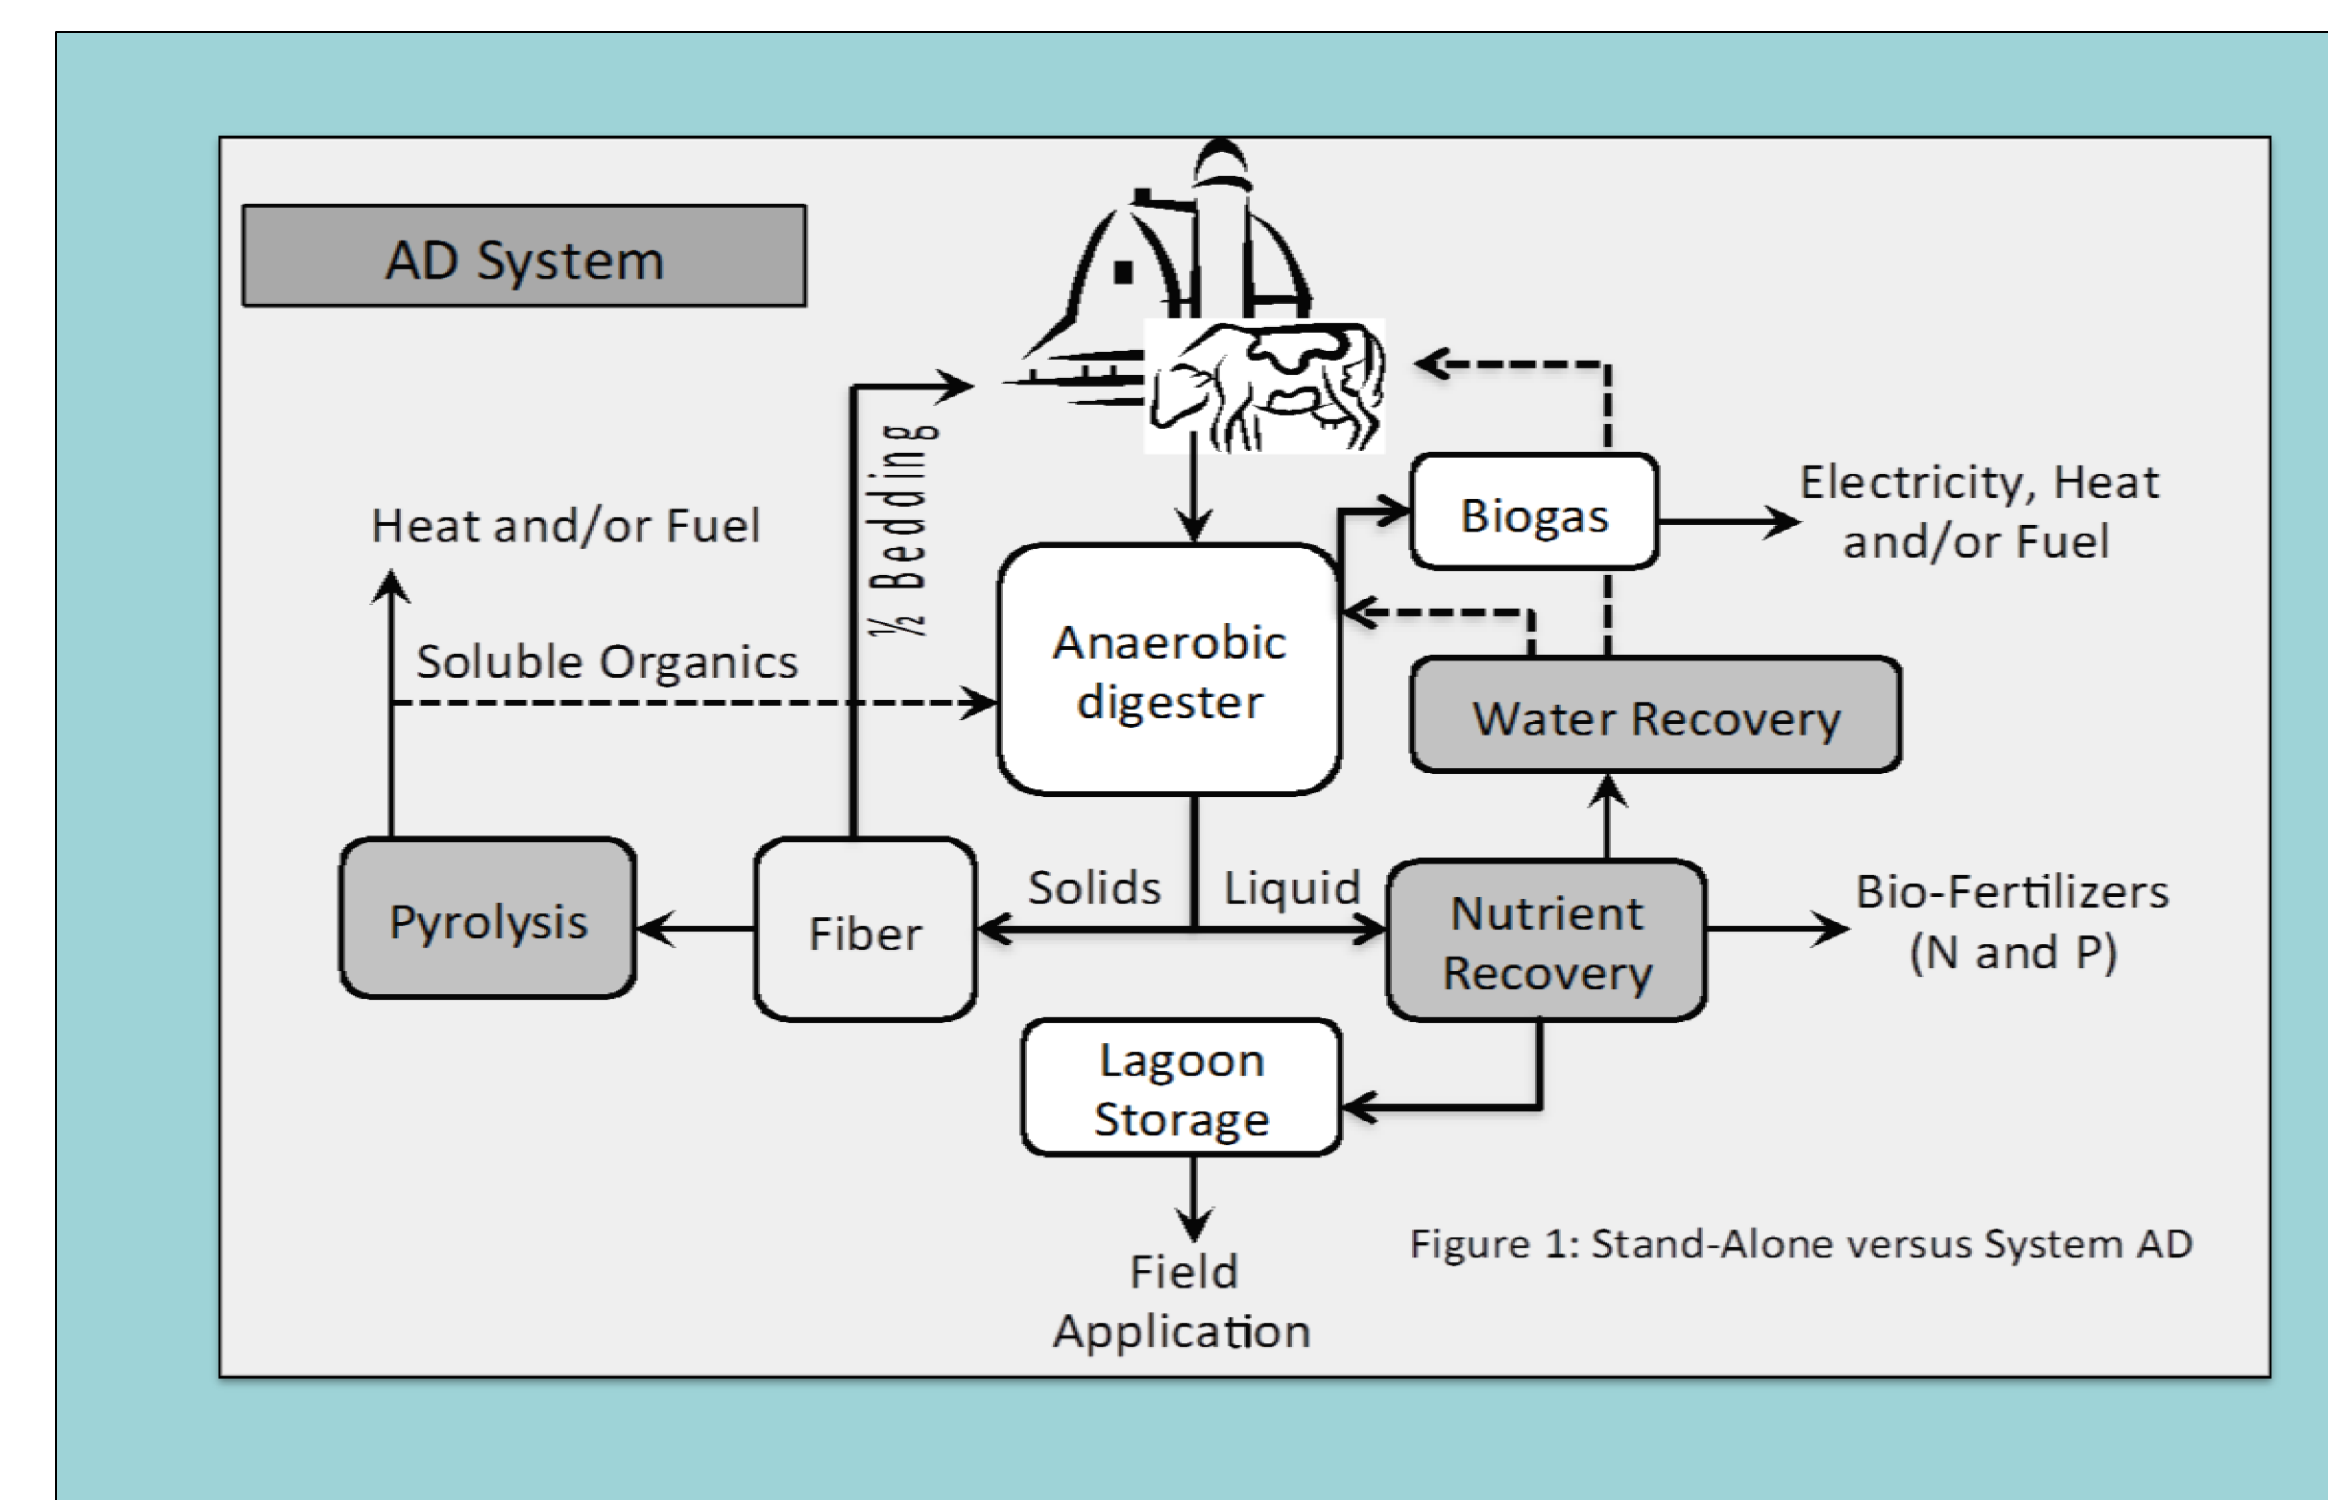 AD System
½ Bedding
Heat and/or Fuel
Soluble Organics
Biogas
Electricity, Heat
and/or Fuel
Anaerobic
digester
Water Recovery
Pyrolysis
Fiber
Solids
Liquid
Nutrient
Recovery
Bio-Fertilizers
(N and P)
Lagoon
Storage
Field
Application
Figure 1: Stand-Alone versus System AD